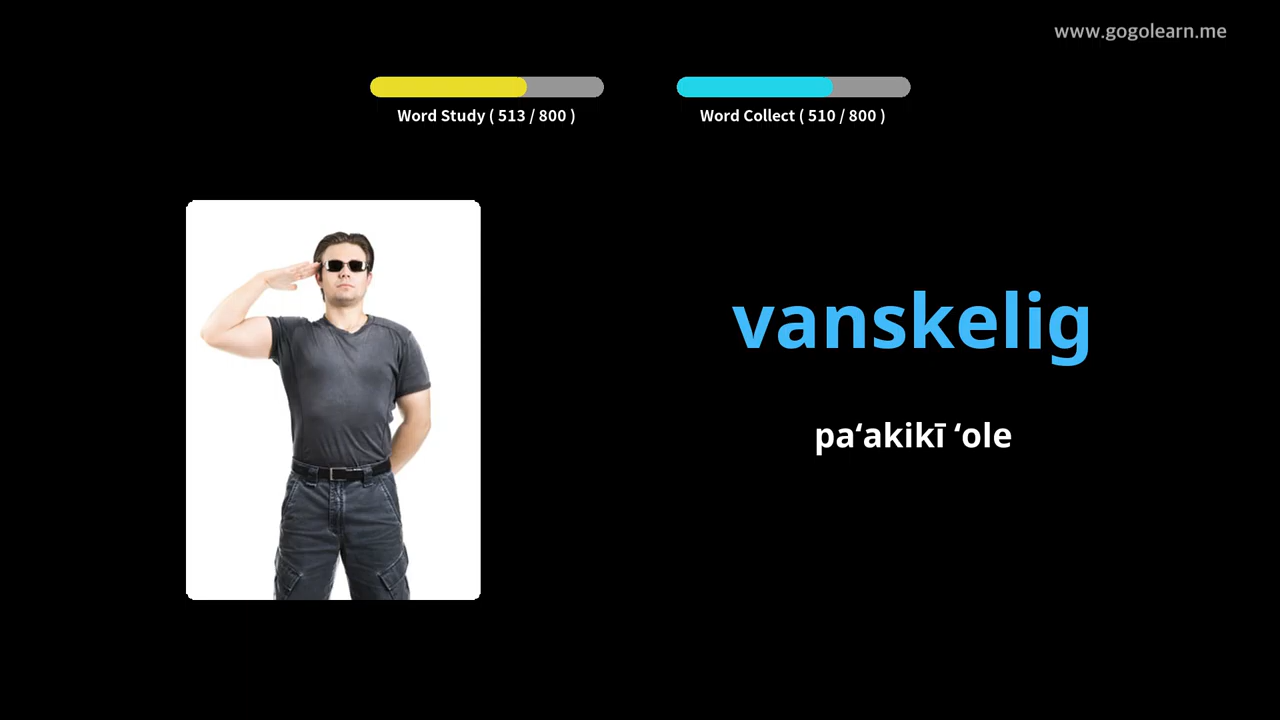 www.gogolearn.me
Word Study ( 513 / 800 )
Word Collect ( 510 / 800 )
vanskelig
paʻakikī ʻole